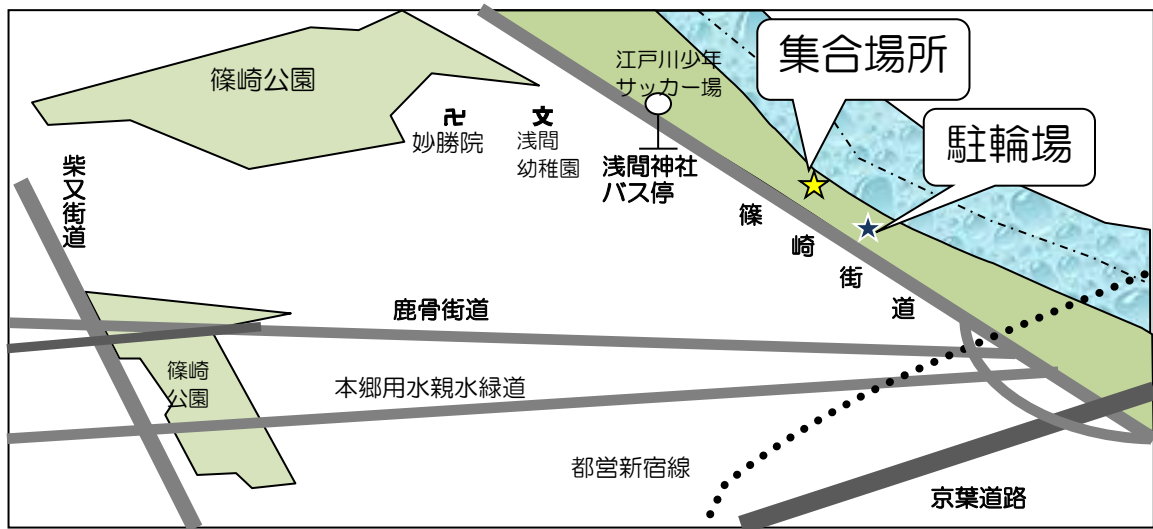 集合場所
江戸川少年
サッカー場
篠崎公園
駐輪場
卍
文
妙勝院
浅間
幼稚園
浅間神社
バス停
柴又街道
篠崎街道
鹿骨街道
篠崎
公園
本郷用水親水緑道
都営新宿線
京葉道路